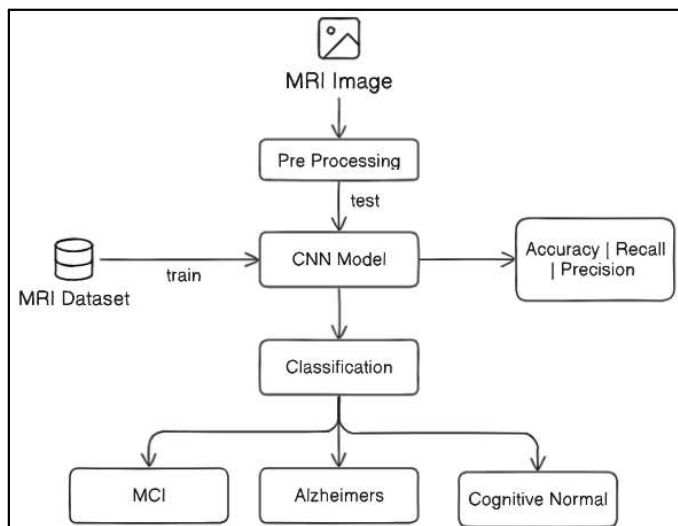 MRI Image
Pre Processing
test
MRI Dataset
train
CNN Model
Accuracy | Recall
| Precision
Classification
MCI
Alzheimers
Cognitive Normal